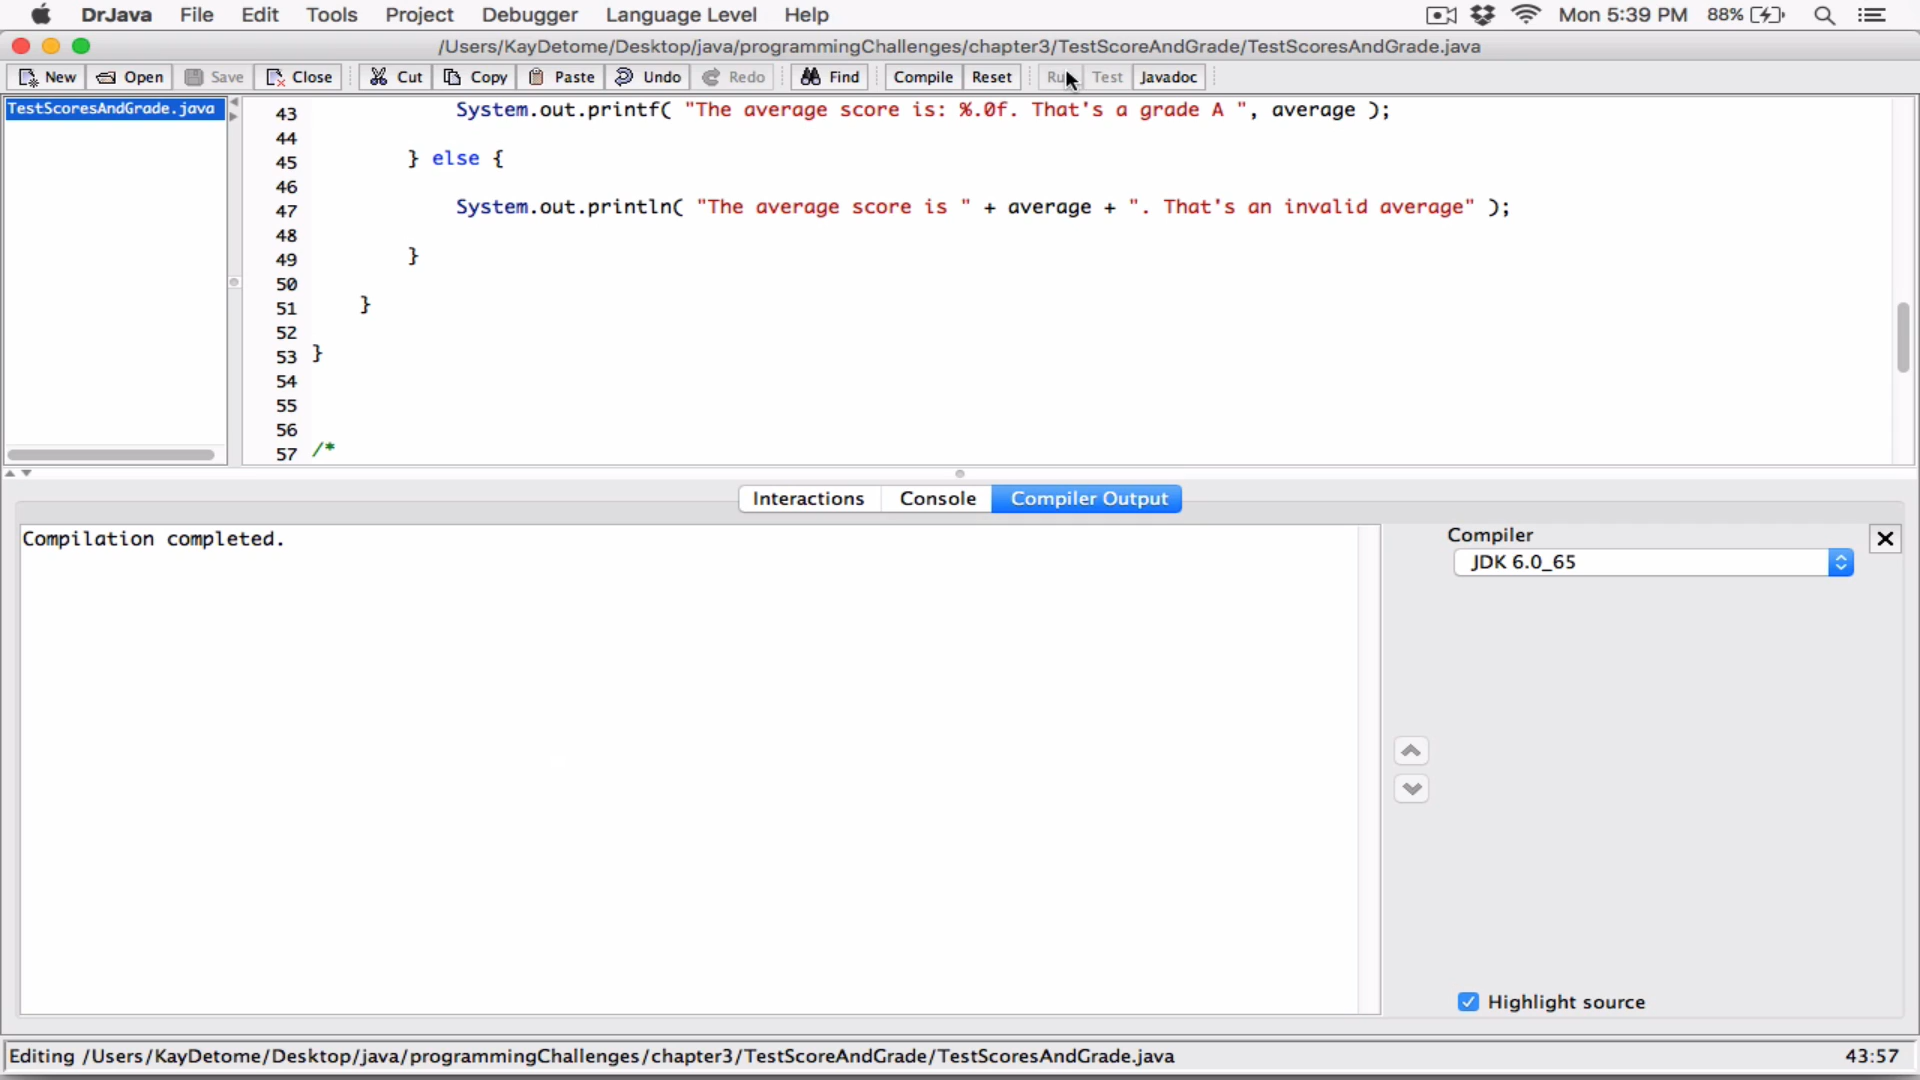 DrJava File Edit Tools Project Debugger Language Level Help Mon 5:39 PM 88%
/Users/KayDetome/Desktop/java/programmingChallenges/chapter3/TestScoreAndGrade/TestScoresAndGrade.java
New Open Save Close Cut Copy Paste Undo Redo Find Compile Reset Ru Test Javadoc
TestScoresAndGrade.java
43 System.out.printf( "The average score is: %.0f. That's a grade A ", average );
44
45 } else {
46
47 System.out.println( "The average score is " + average + ". That's an invalid average" );
48
49 }
50
51 }
52
53 }
54
55
56
57 /*
Interactions Console Compiler Output
Compilation completed.
Compiler
JDK 6.0_65
Highlight source
Editing /Users/KayDetome/Desktop/java/programmingChallenges/chapter3/TestScoreAndGrade/TestScoresAndGrade.java 43:57